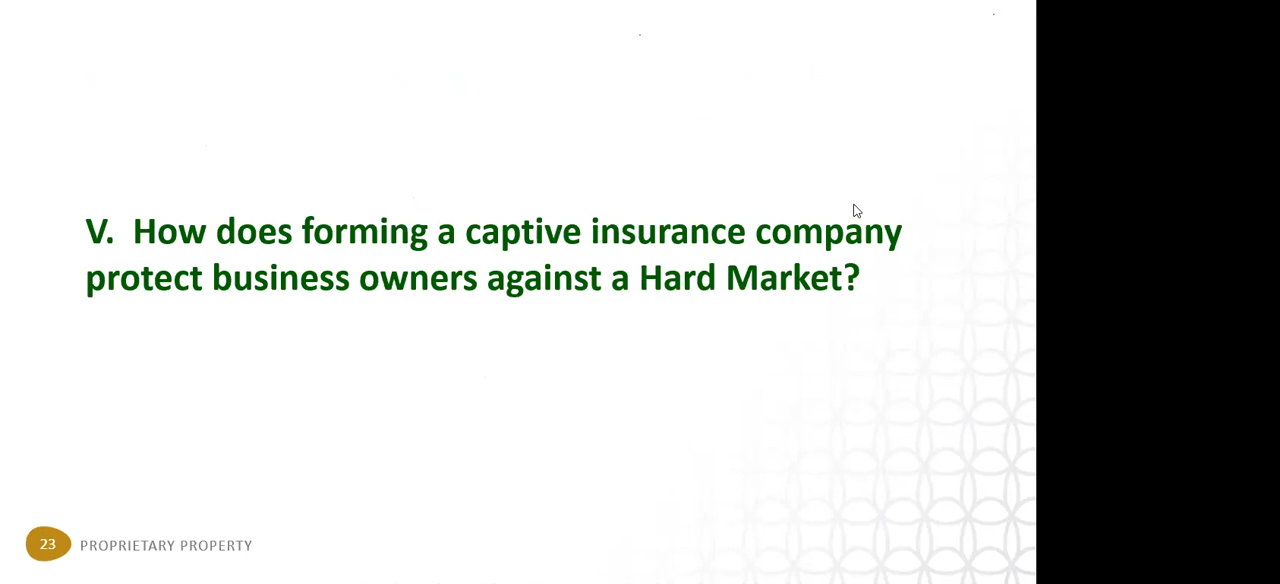 V.  How does forming a captive insurance company
protect business owners against a Hard Market?
23
PROPRIETARY PROPERTY